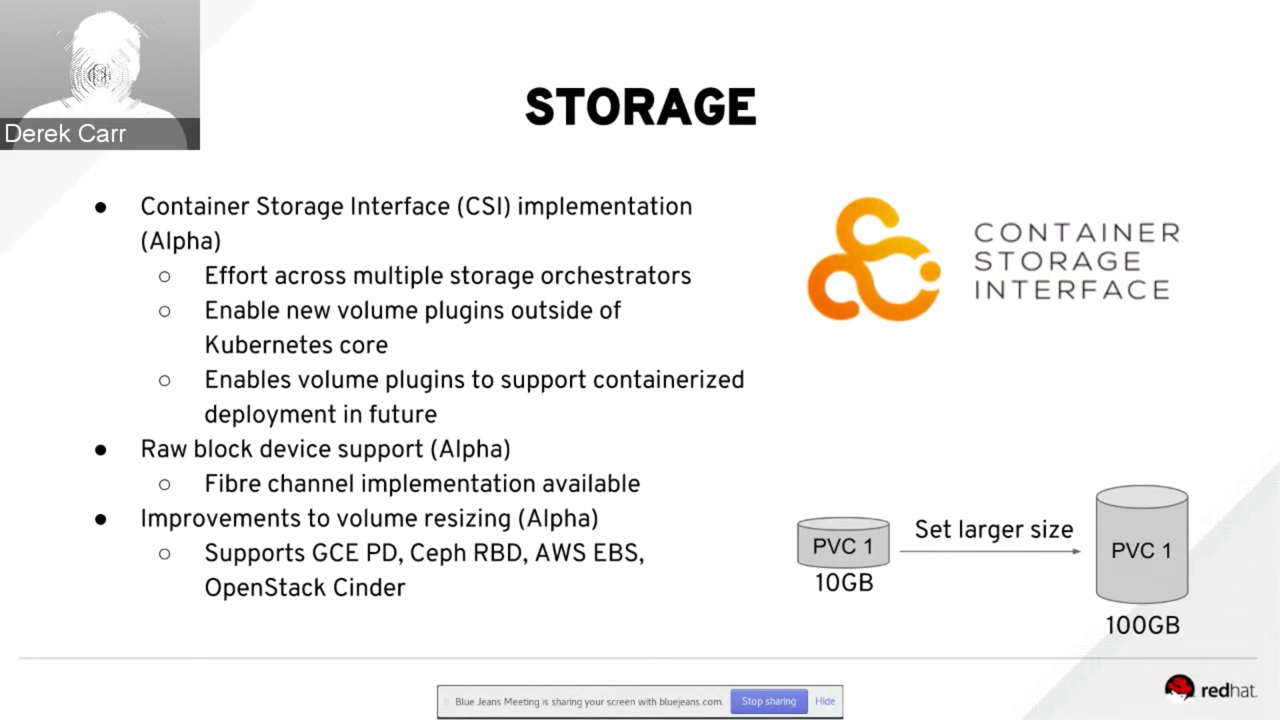 Derek Carr
STORAGE
● Container Storage Interface (CSI) implementation
(Alpha)
○ Effort across multiple storage orchestrators
○ Enable new volume plugins outside of
Kubernetes core
○ Enables volume plugins to support containerized
deployment in future
● Raw block device support (Alpha)
○ Fibre channel implementation available
● Improvements to volume resizing (Alpha)
○ Supports GCE PD, Ceph RBD, AWS EBS,
OpenStack Cinder
CONTAINER
STORAGE
INTERFACE
PVC 1
10GB
Set larger size
PVC 1
100GB
redhat.
Blue Jeans Meeting is sharing your screen with bluejeans.com. Stop sharing Hide